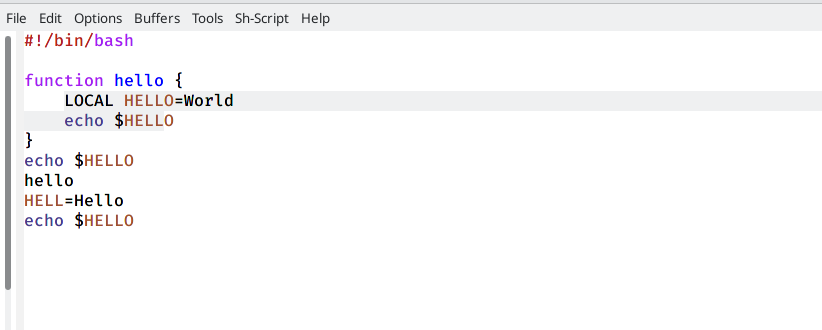 File Edit Options Buffers Tools Sh-Script Help
#!/bin/bash
function hello {
LOCAL HELLO=World
echo $HELLO
}
echo $HELLO
hello
HELL=Hello
echo $HELLO